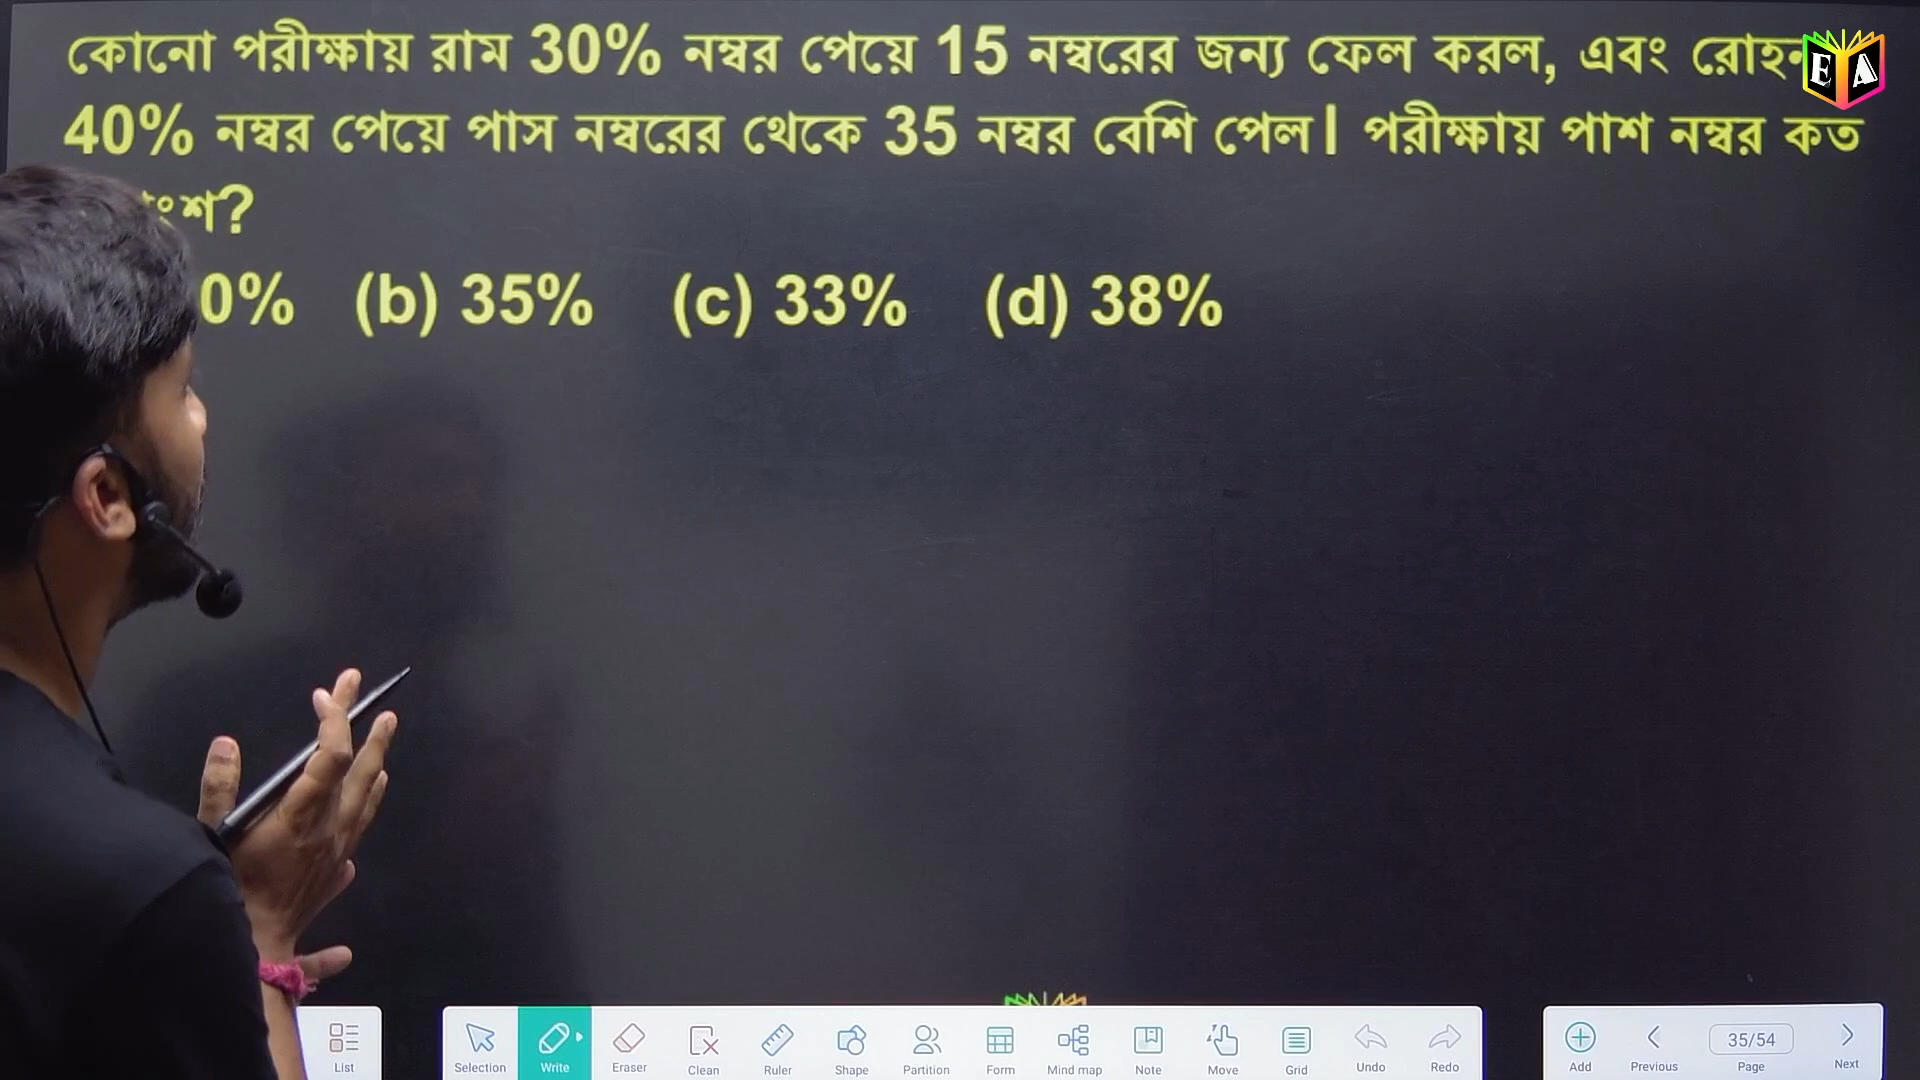 কোনো পরীক্ষায় রাম 30% নম্বর পেয়ে 15 নম্বরের জন্য ফেল করল, এবং
40% নম্বর পেয়ে পাস নম্বরের থেকে 35 নম্বর বেশি পেল| পরীক্ষায় পাশ নম্বর কত
(b) 35% (c) 33% (d) 38%
E A
List Selection Write Eraser Clean Ruler Shape Partition Form Mind map Note Move Grid Undo Redo Add Previous 35/54 Page Next